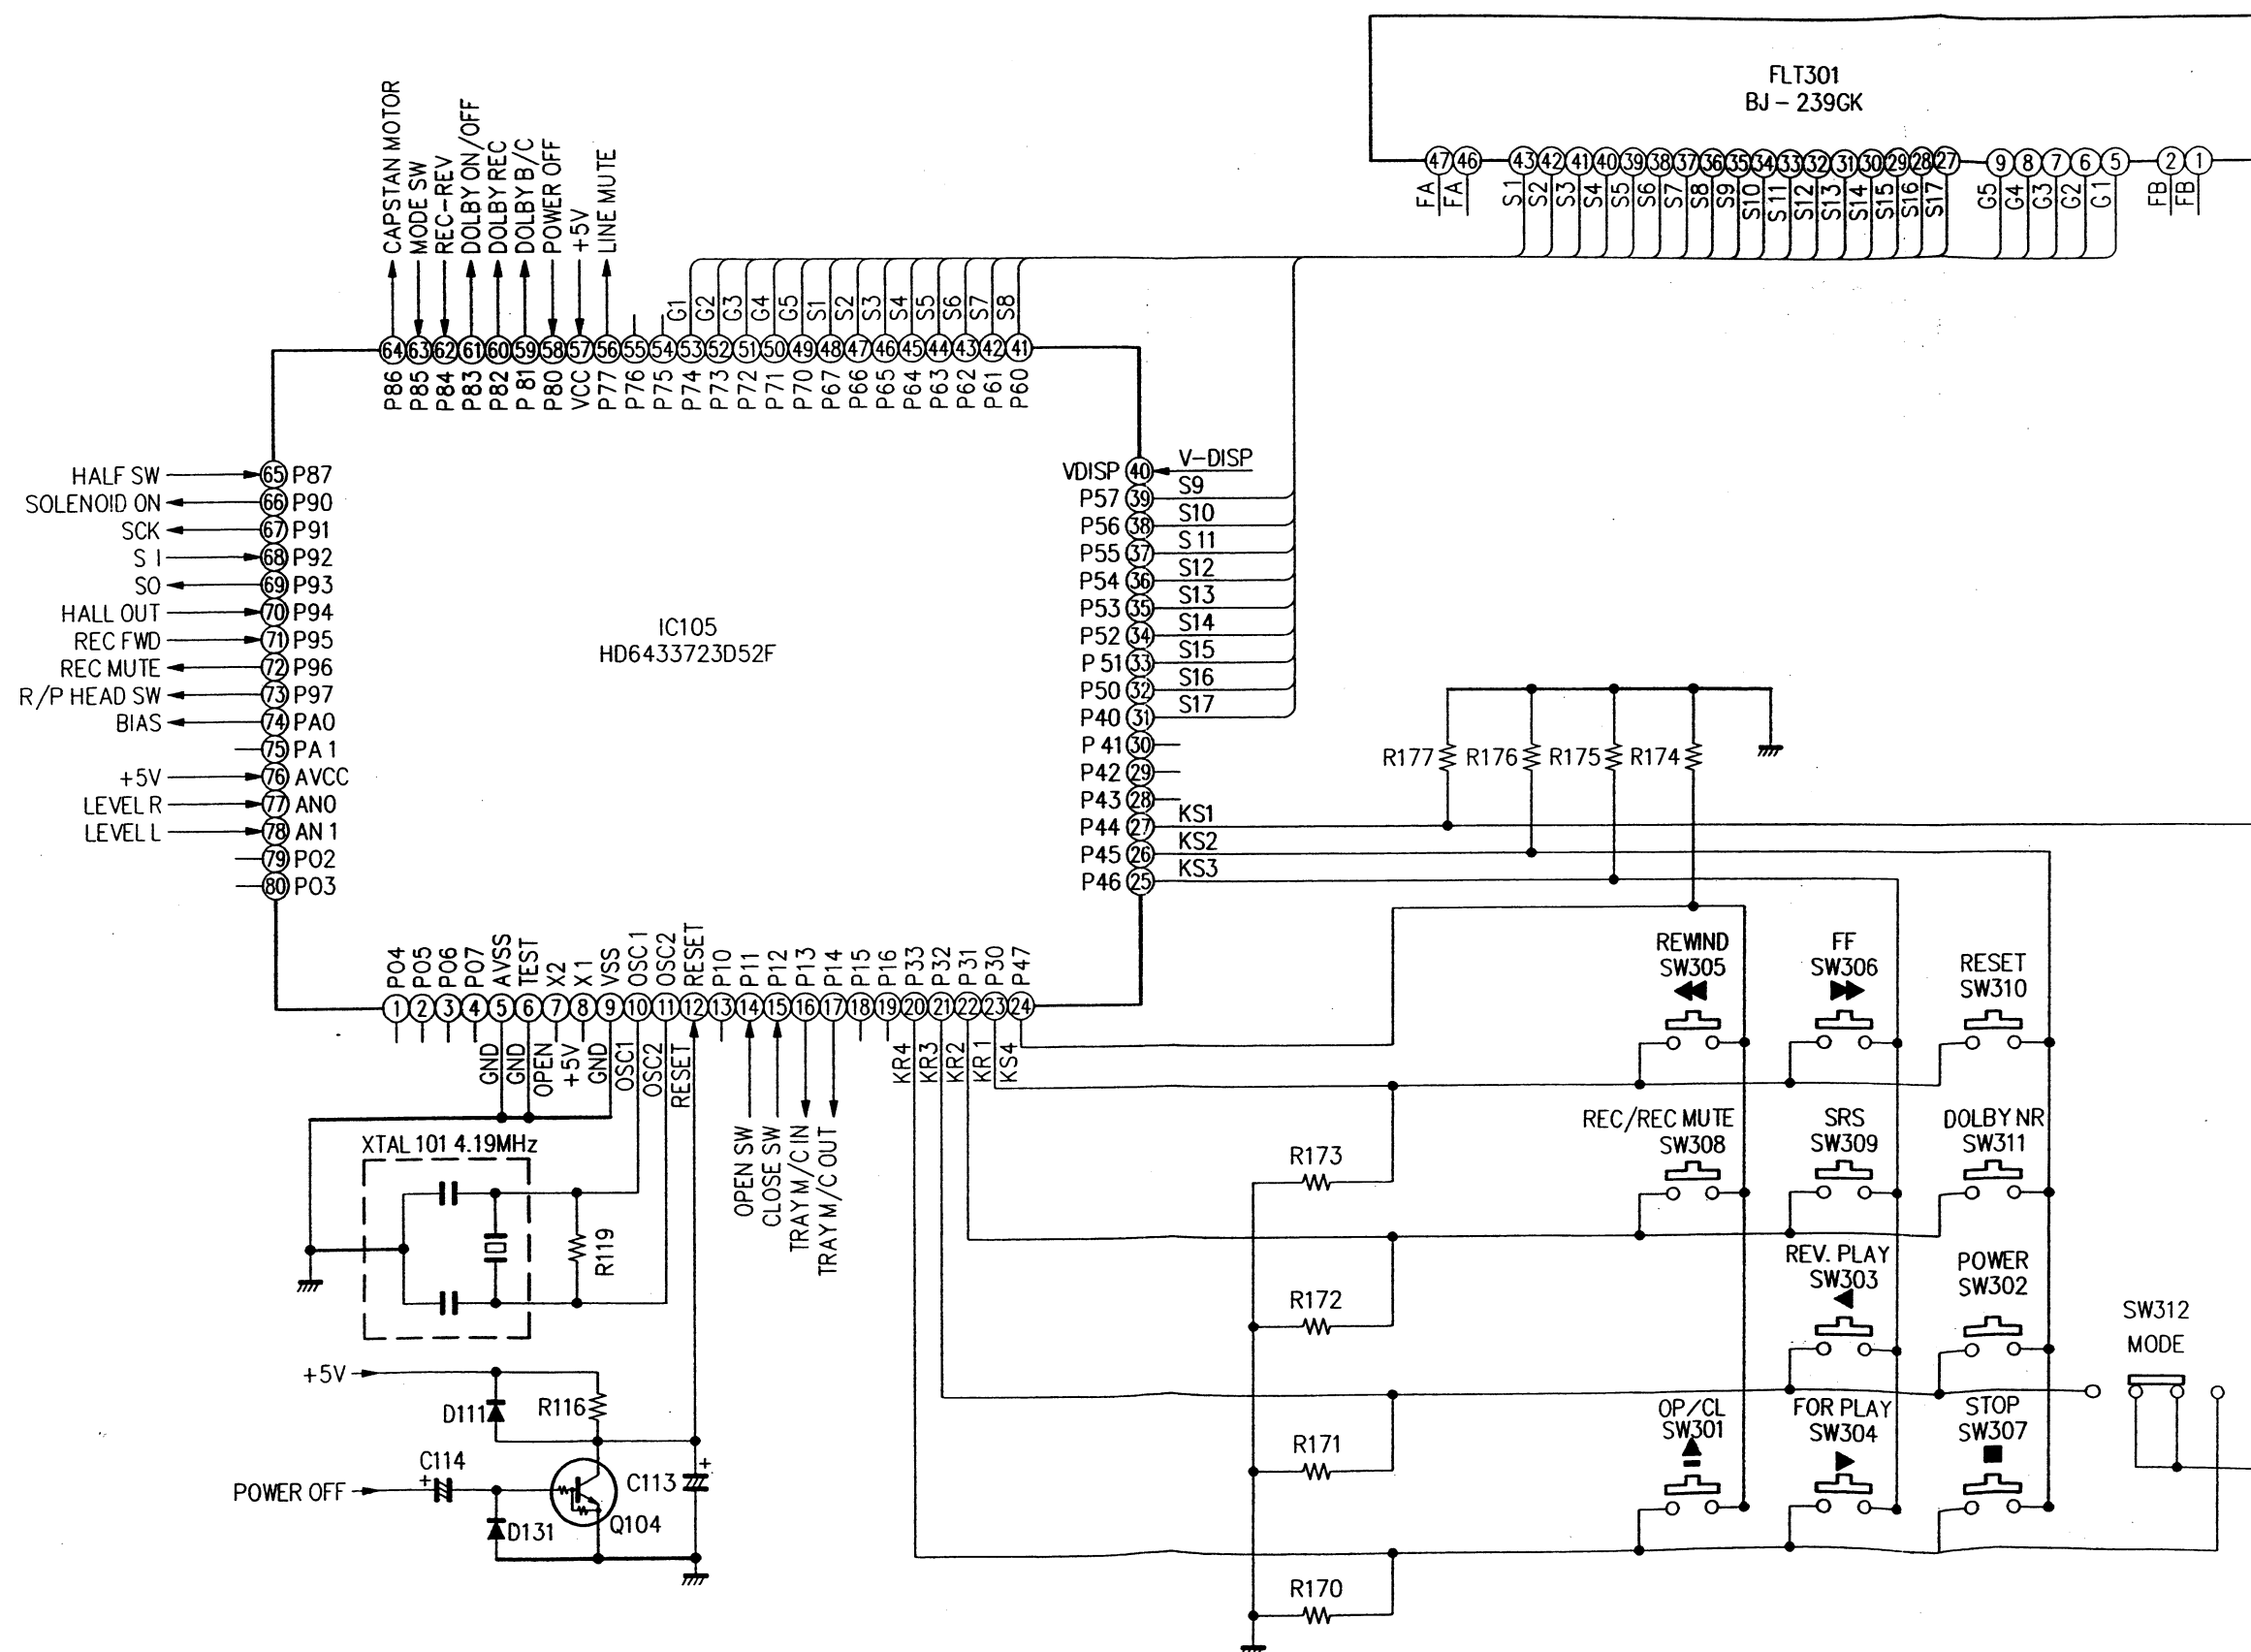 FLT301
BJ – 239GK
47 46 43 42 41 40 39 38 37 36 35 34 33 32 31 30 29 28 27 9 8 7 6 5 2 1
FA FA S1 S2 S3 S4 S5 S6 S7 S8 S9 S10 S11 S12 S13 S14 S15 S16 S17 G5 G4 G3 G2 G1 FB FB
CAPSTAN MOTOR
MODE SW
REC-REV
DOLBY ON/OFF
DOLBY REC
DOLBY B/C
POWER OFF
+5V
LINE MUTE
G1 G2 G3 G4 G5 S1 S2 S3 S4 S5 S6 S7 S8
64 63 62 61 60 59 58 57 56 55 54 53 52 51 50 49 48 47 46 45 44 43 42 41
P86 P85 P84 P83 P82 P81 P80 VCC P77 P76 P75 P74 P73 P72 P71 P70 P67 P66 P65 P64 P63 P62 P61 P60
HALF SW 65 P87
SOLENOID ON 66 P90
SCK 67 P91
S I 68 P92
SO 69 P93
HALL OUT 70 P94
REC FWD 71 P95
REC MUTE 72 P96
R/P HEAD SW 73 P97
BIAS 74 PA0
75 PA1
+5V 76 AVCC
LEVEL R 77 AN0
LEVEL L 78 AN1
79 PO2
80 PO3
IC105
HD6433723D52F
VDISP 40 V-DISP
P57 39 S9
P56 38 S10
P55 37 S11
P54 36 S12
P53 35 S13
P52 34 S14
P51 33 S15
P50 32 S16
P40 31 S17
P41 30
P42 29
P43 28
P44 27 KS1
P45 26 KS2
P46 25 KS3
R177 R176 R175 R174
PO4 PO5 PO6 PO7 AVSS TEST X2 X1 VSS OSC1 OSC2 RESET P10 P11 P12 P13 P14 P15 P16 P33 P32 P31 P30 P47
1 2 3 4 5 6 7 8 9 10 11 12 13 14 15 16 17 18 19 20 21 22 23 24
GND GND OPEN +5V GND OSC1 OSC2 RESET
KR4 KR3 KR2 KR1 KS4
OPEN SW
CLOSE SW
TRAY M/C IN
TRAY M/C OUT
XTAL 101 4.19MHz
R119
+5V
D111
R116
C114
+
POWER OFF
D131
Q104
C113
+
REWIND
SW305
FF
SW306
RESET
SW310
REC/REC MUTE
SW308
SRS
SW309
DOLBY NR
SW311
R173
REV. PLAY
SW303
POWER
SW302
R172
SW312
MODE
OP/CL
SW301
FOR PLAY
SW304
STOP
SW307
R171
R170